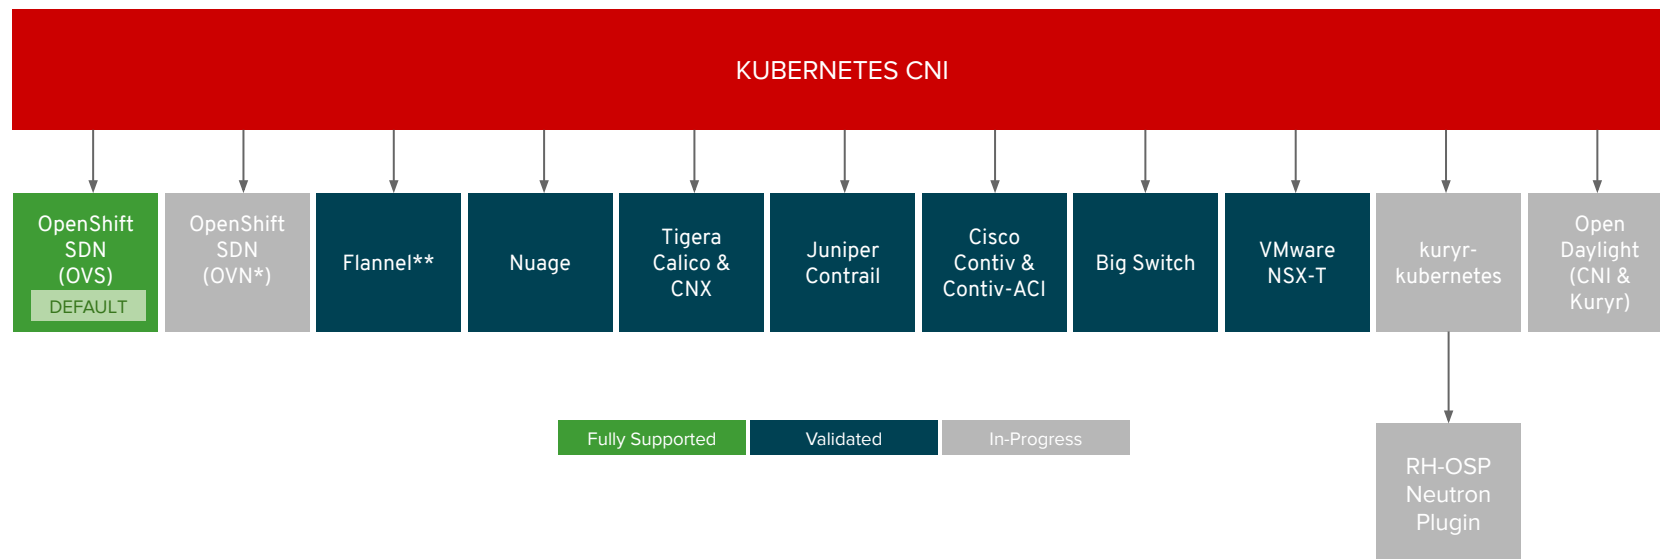 KUBERNETES CNI
OpenShift
SDN
(OVS)
DEFAULT
OpenShift
SDN
(OVN*)
Flannel**
Nuage
Tigera
Calico &
CNX
Juniper
Contrail
Cisco
Contiv &
Contiv-ACI
Big Switch
VMware
NSX-T
kuryr-
kubernetes
Open
Daylight
(CNI &
Kuryr)
Fully Supported
Validated
In-Progress
RH-OSP
Neutron
Plugin